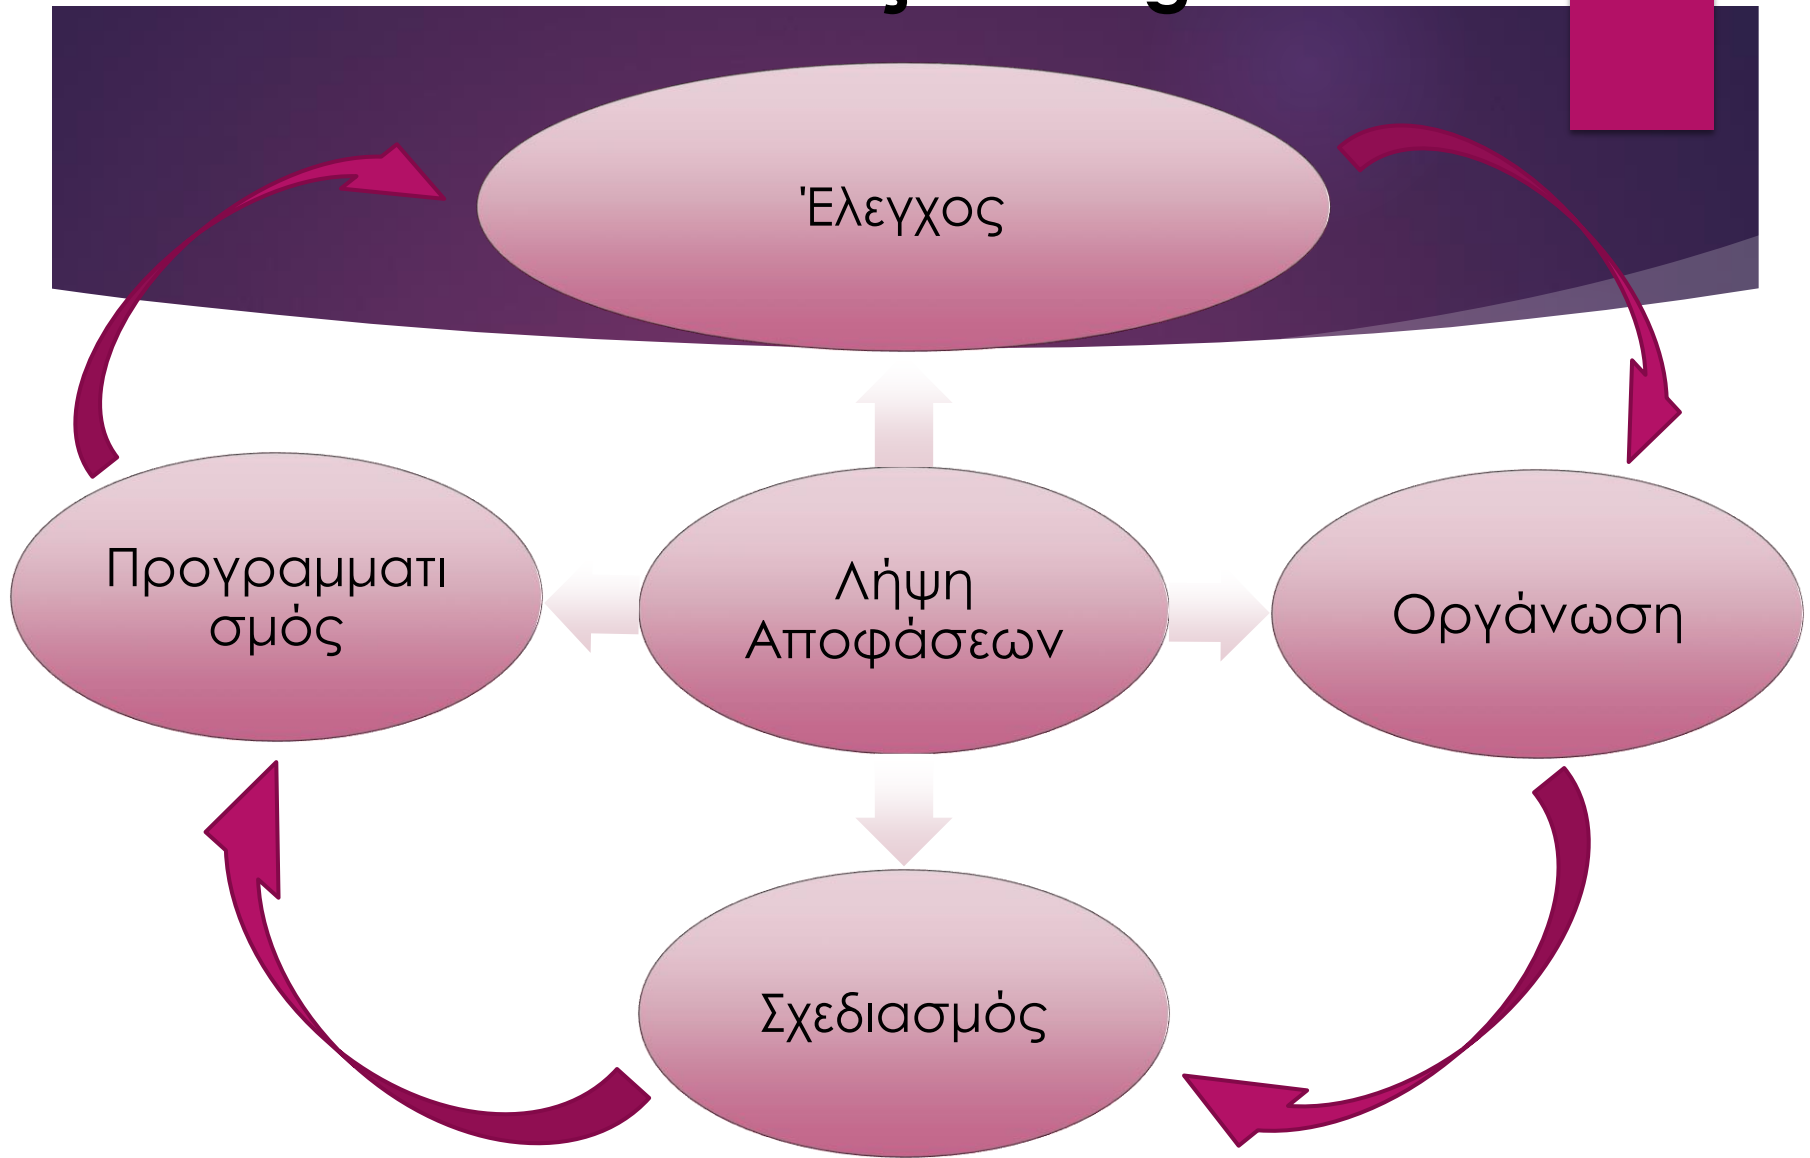 Έλεγχος
Προγραμματι
σμός
Λήψη
Αποφάσεων
Οργάνωση
Σχεδιασμός